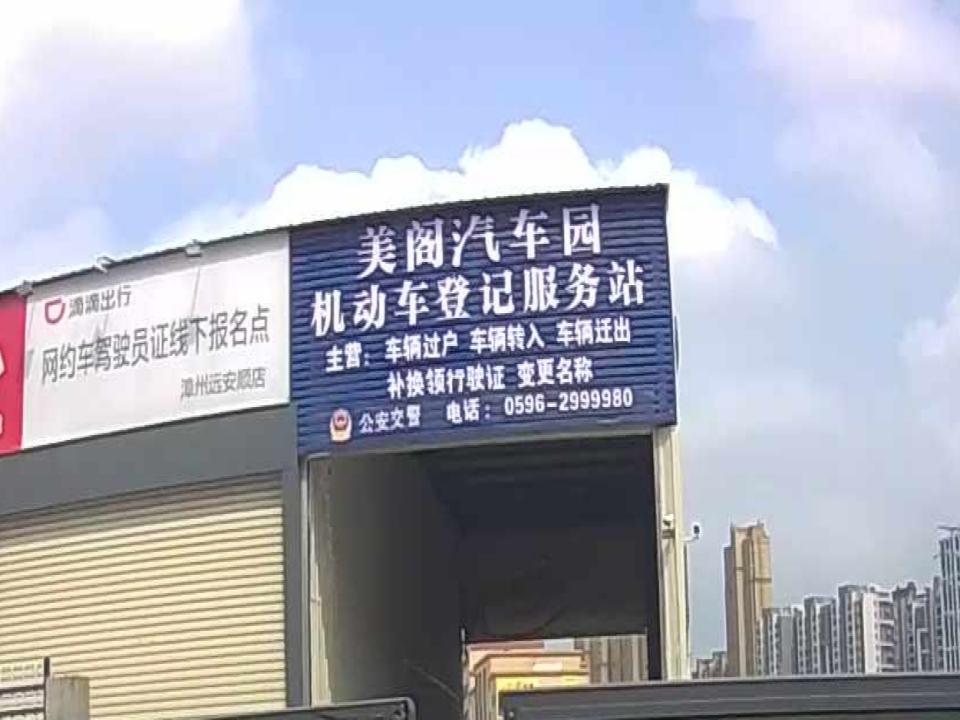 滴滴出行
网约车驾驶员证线下报名点
漳州远安顺店
美阁汽车园
机动车登记服务站
主营：车辆过户 车辆转入 车辆迁出
补换领行驶证 变更名称
公安交警 电话：0596-2999980